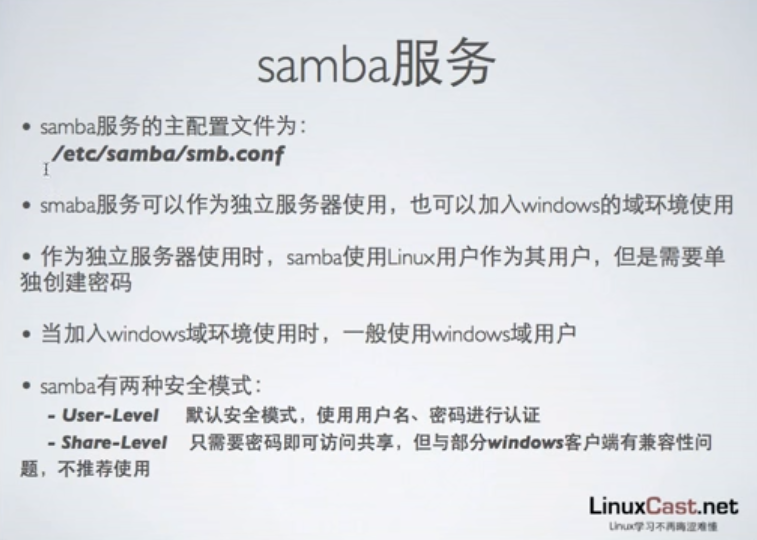 samba服务
• samba服务的主配置文件为：
/etc/samba/smb.conf
• smaba服务可以作为独立服务器使用，也可以加入windows的域环境使用
• 作为独立服务器使用时，samba使用Linux用户作为其用户，但是需要单
独创建密码
• 当加入windows域环境使用时，一般使用windows域用户
• samba有两种安全模式：
- User-Level 默认安全模式，使用用户名、密码进行认证
- Share-Level 只需要密码即可访问共享，但与部分windows客户端有兼容性问
题，不推荐使用
LinuxCast.net
Linux学习不再晦涩难懂